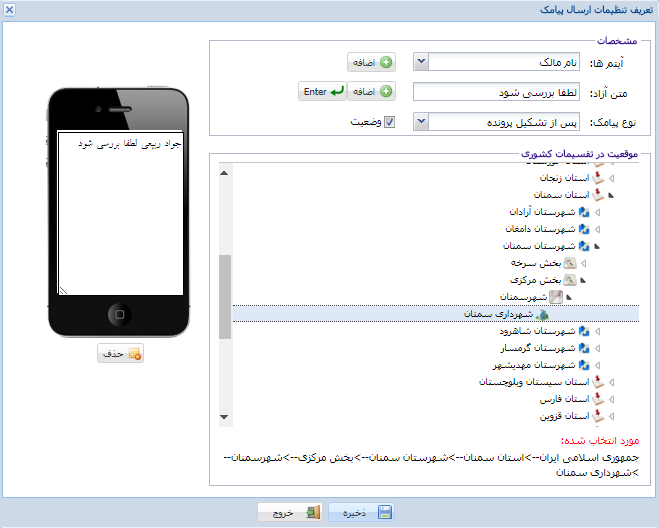 تعریف تنظیمات ارسال پیامک
مشخصات
آیتم ها: نام مالک اضافه
متن آزاد: لطفا بررسی شود اضافه Enter
نوع پیامک: پس از تشکیل پرونده وضعیت
جواد ربیعی لطفا بررسی شود
حذف
موقعیت در تقسیمات کشوری
استان زنجان
استان سمنان
شهرستان آرادان
شهرستان دامغان
شهرستان سمنان
بخش سرخه
بخش مرکزی
شهرسمنان
شهرداری سمنان
شهرستان شاهرود
شهرستان گرمسار
شهرستان مهدیشهر
استان سیستان وبلوچستان
استان فارس
استان قزوین
مورد انتخاب شده:
جمهوری اسلامی ایران-->استان سمنان-->شهرستان سمنان-->بخش مرکزی-->شهرسمنان--
>شهرداری سمنان
ذخیره خروج